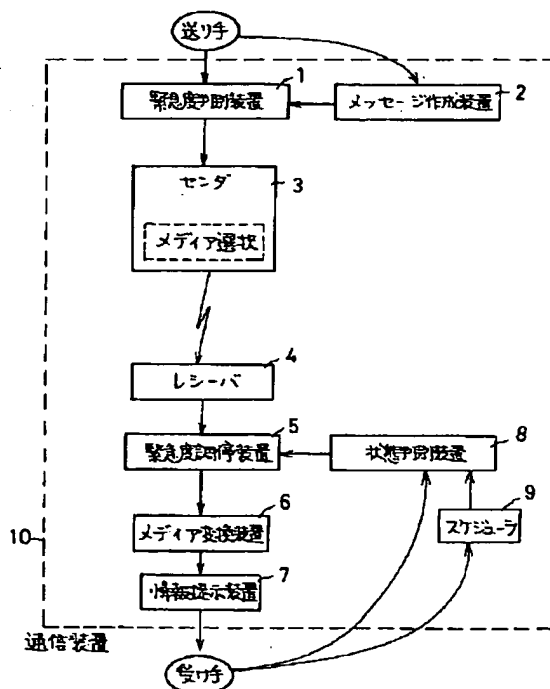 送り手
1
緊急度判断装置
2
メッセージ作成装置
3
センダ
メディア選択
4
レシーバ
5
緊急度調停装置
8
状態判断装置
6
メディア変換装置
9
スケジューラ
10
7
情報提示装置
通信装置
受け手